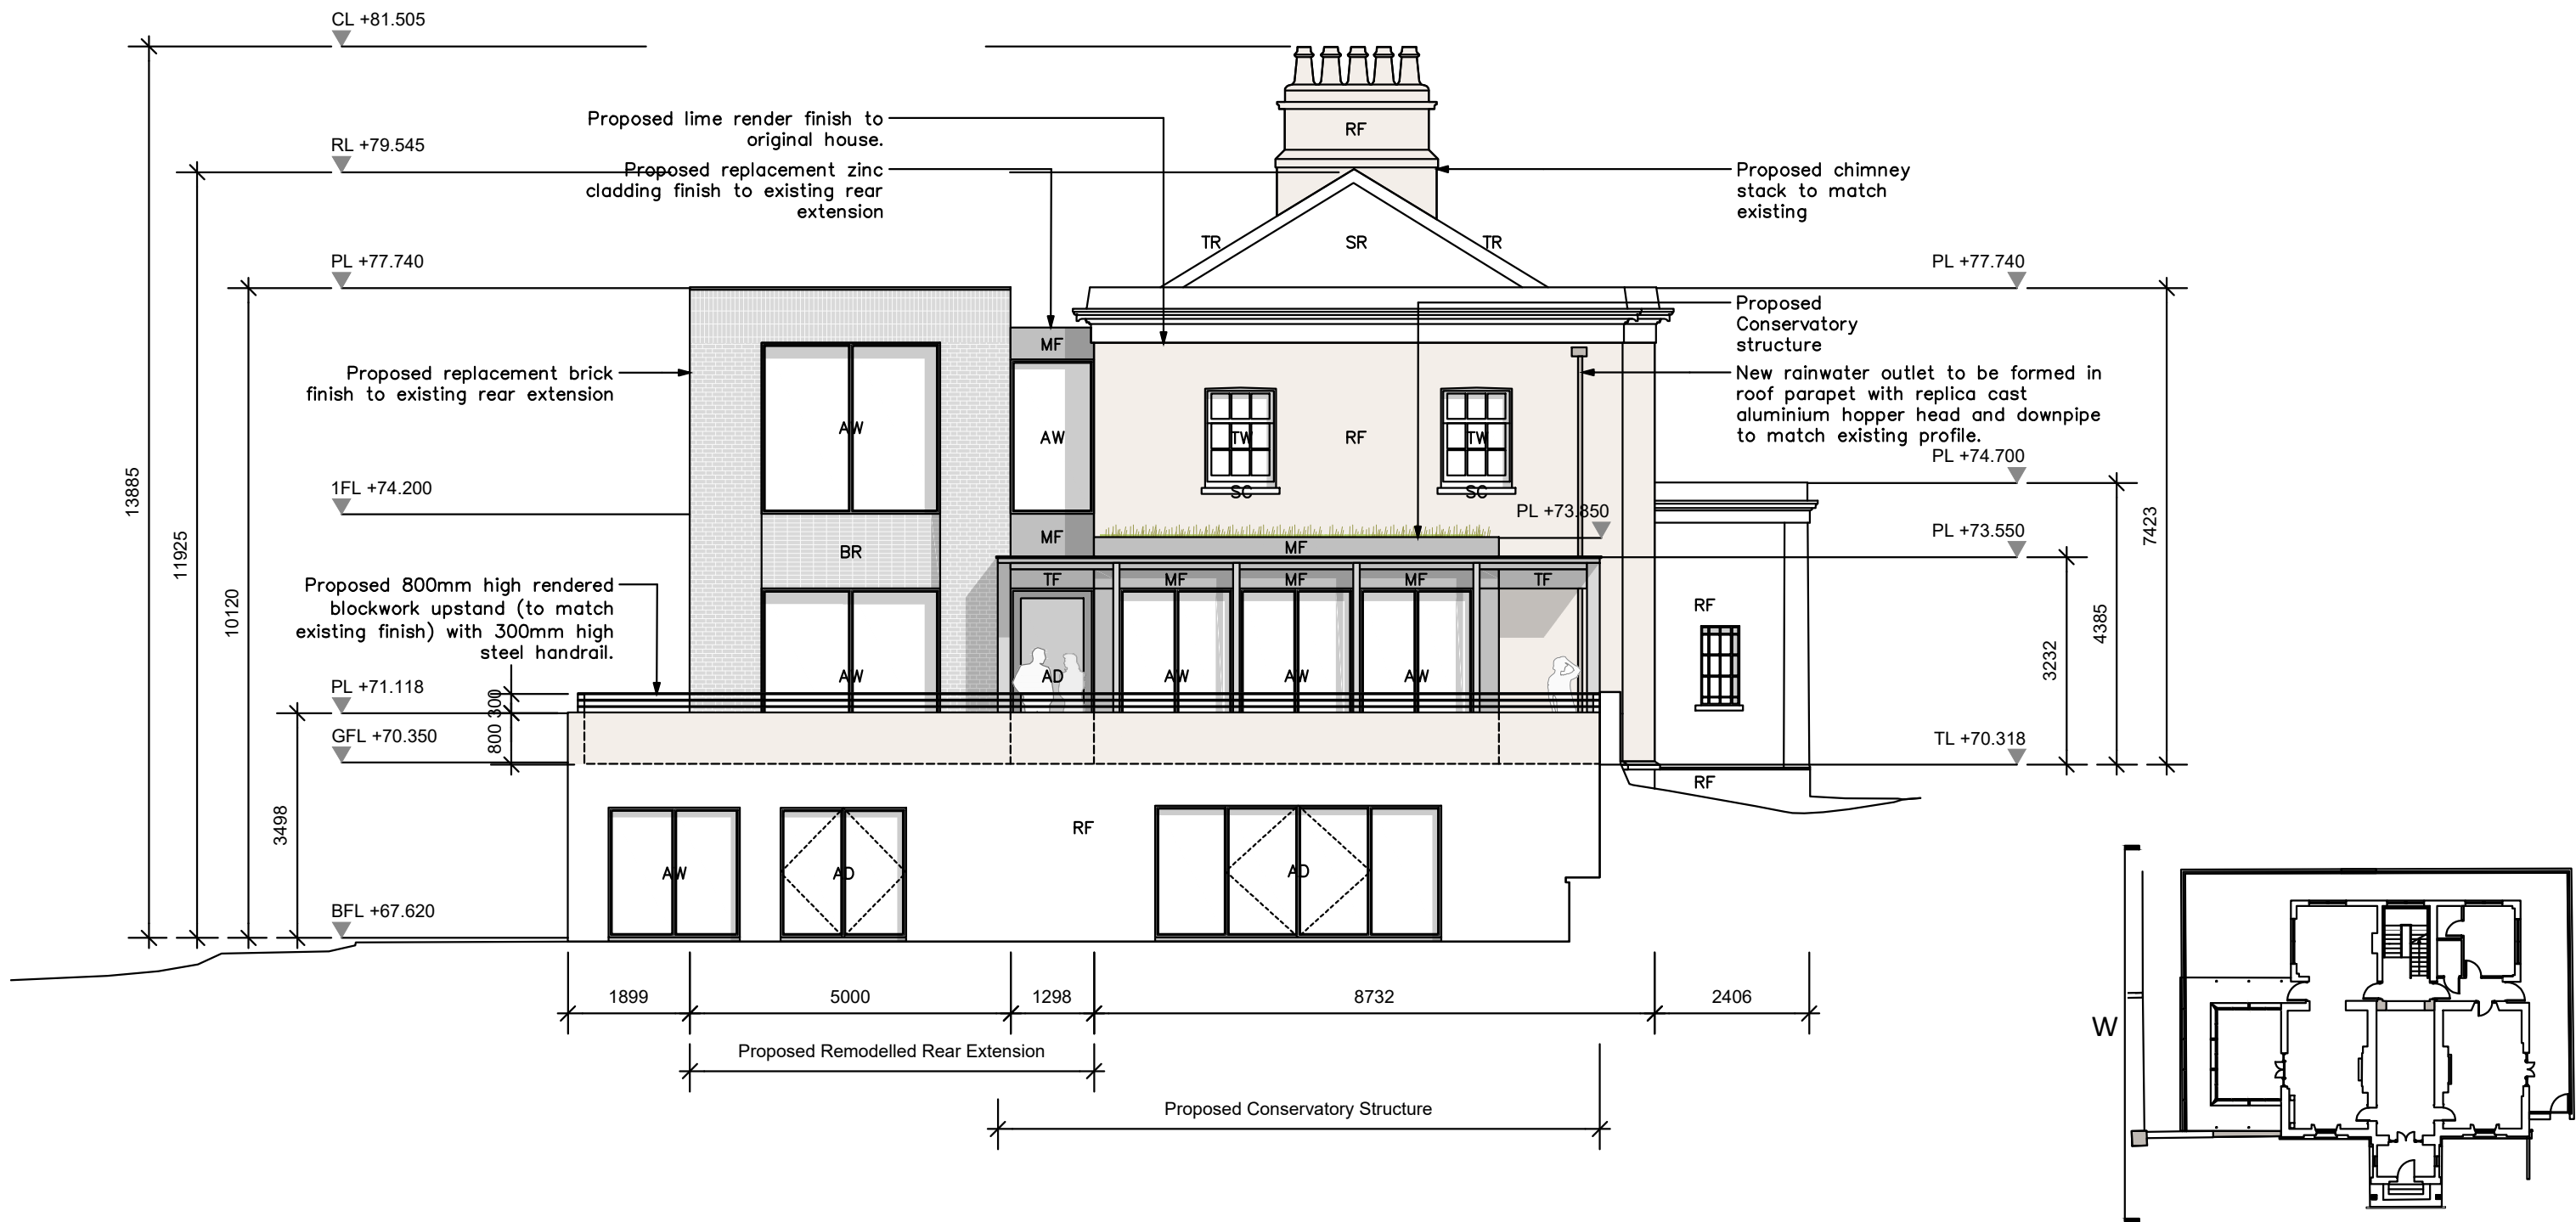 CL +81.505
Proposed lime render finish to
original house.
RF
RL +79.545
Proposed replacement zinc
cladding finish to existing rear
extension
Proposed chimney
stack to match
existing
TR
SR
TR
PL +77.740
PL +77.740
Proposed
Conservatory
structure
MF
Proposed replacement brick
finish to existing rear extension
New rainwater outlet to be formed in
roof parapet with replica cast
aluminium hopper head and downpipe
to match existing profile.
AW
AW
TW
RF
TW
PL +74.700
13885
1FL +74.200
SC
SC
PL +73.850
7423
11925
BR
MF
MF
PL +73.550
Proposed 800mm high rendered
blockwork upstand (to match
existing finish) with 300mm high
steel handrail.
TF
MF
MF
MF
TF
10120
RF
4385
3232
AW
AD
AW
AW
AW
PL +71.118
300
800
GFL +70.350
TL +70.318
RF
3498
RF
AW
AD
AD
BFL +67.620
1899
5000
1298
8732
2406
W
Proposed Remodelled Rear Extension
Proposed Conservatory Structure